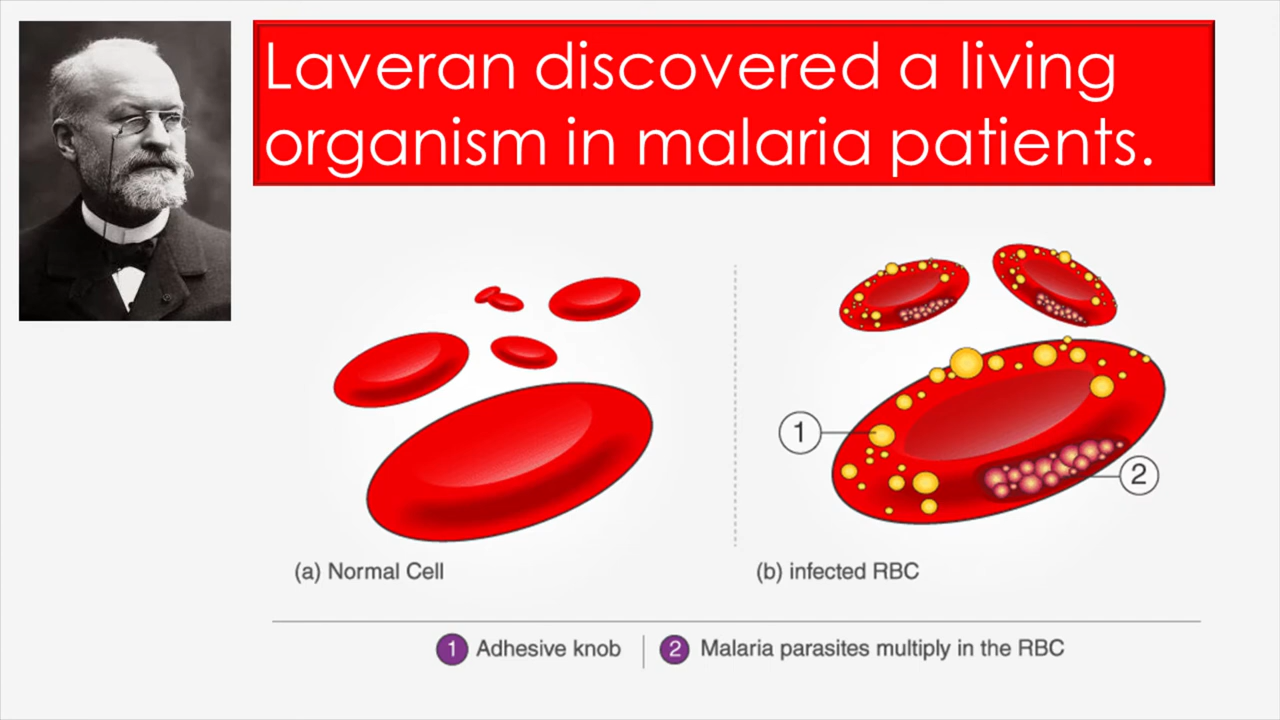 Laveran discovered a living
organism in malaria patients.
1
2
(a) Normal Cell
(b) infected RBC
1 Adhesive knob
2 Malaria parasites multiply in the RBC